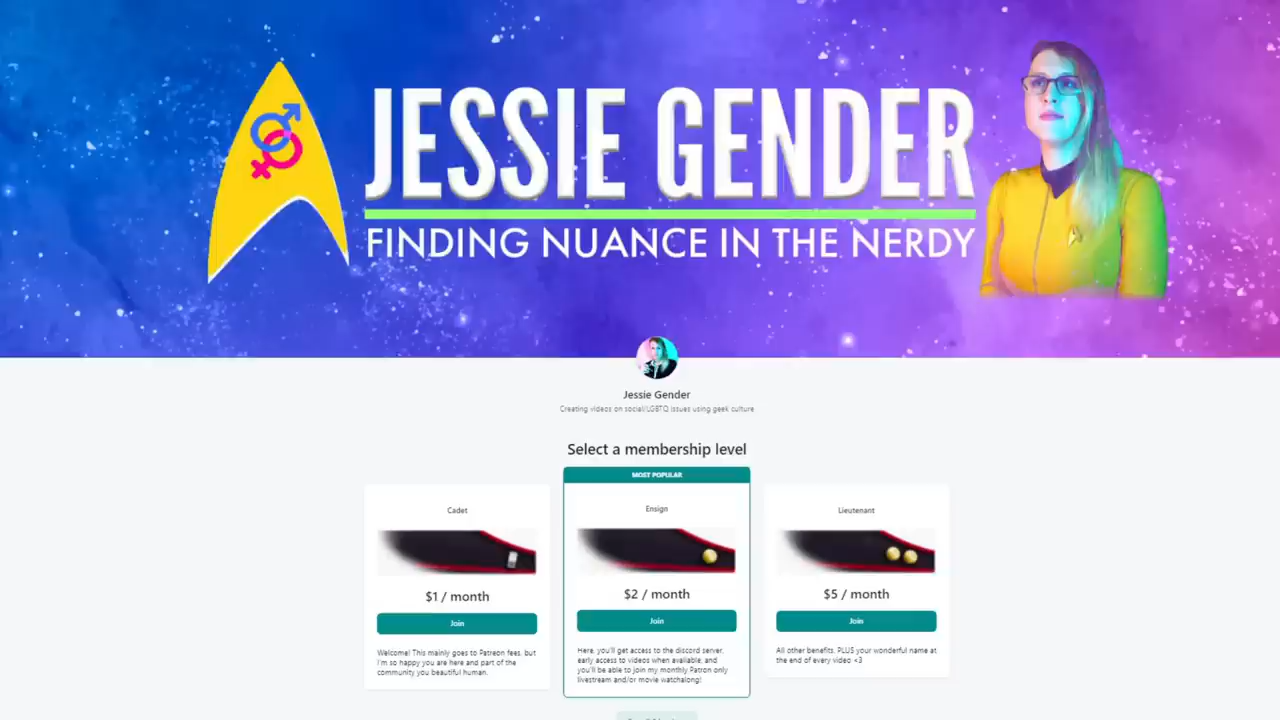 JESSIE GENDER
FINDING NUANCE IN THE NERDY
Jessie Gender
Creating videos on social/LGBTQ issues using geek culture
Select a membership level
MOST POPULAR
Cadet
$1 / month
Join
Welcome! This mainly goes to Patreon fees, but
I'm so happy you are here and part of the
community you beautiful human.
Ensign
$2 / month
Join
Here, you'll get access to the discord server,
early access to videos when available, and
you'll be able to join my monthly Patron only
livestream and/or movie watchalong!
Lieutenant
$5 / month
Join
All other benefits, PLUS your wonderful name at
the end of every video <3